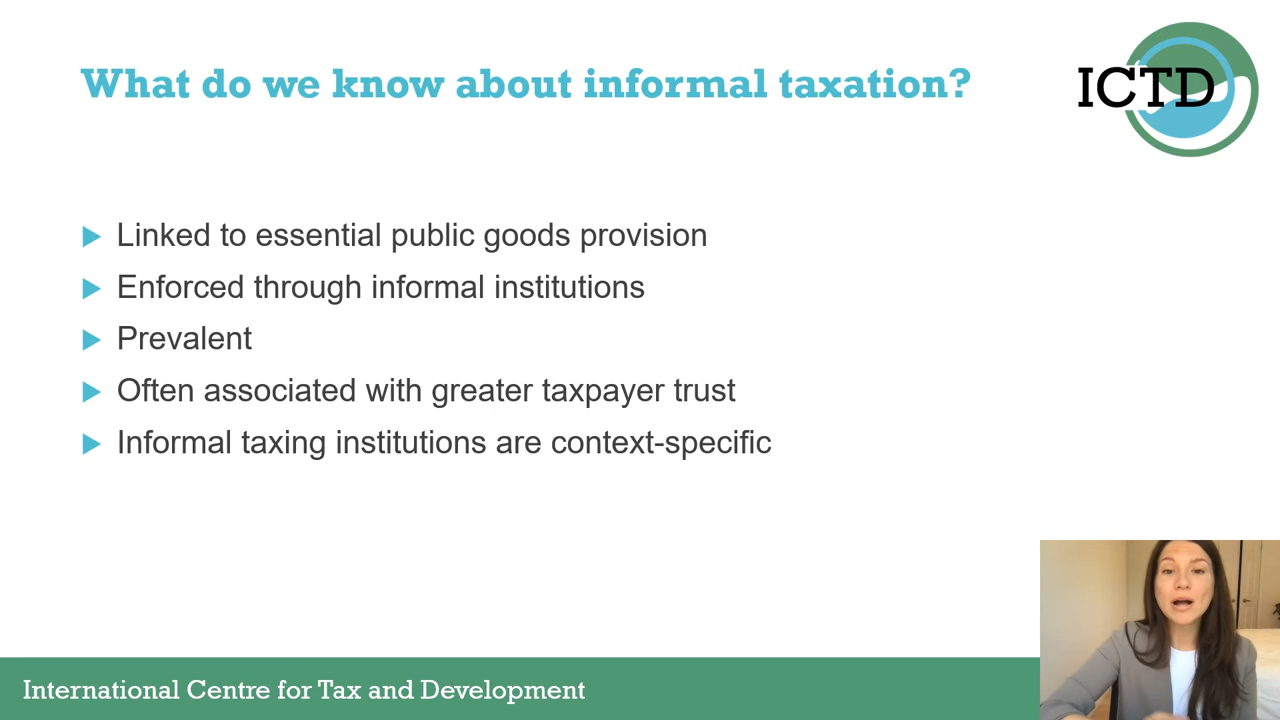 What do we know about informal taxation?
ICTD
Linked to essential public goods provision
Enforced through informal institutions
Prevalent
Often associated with greater taxpayer trust
Informal taxing institutions are context-specific
International Centre for Tax and Development